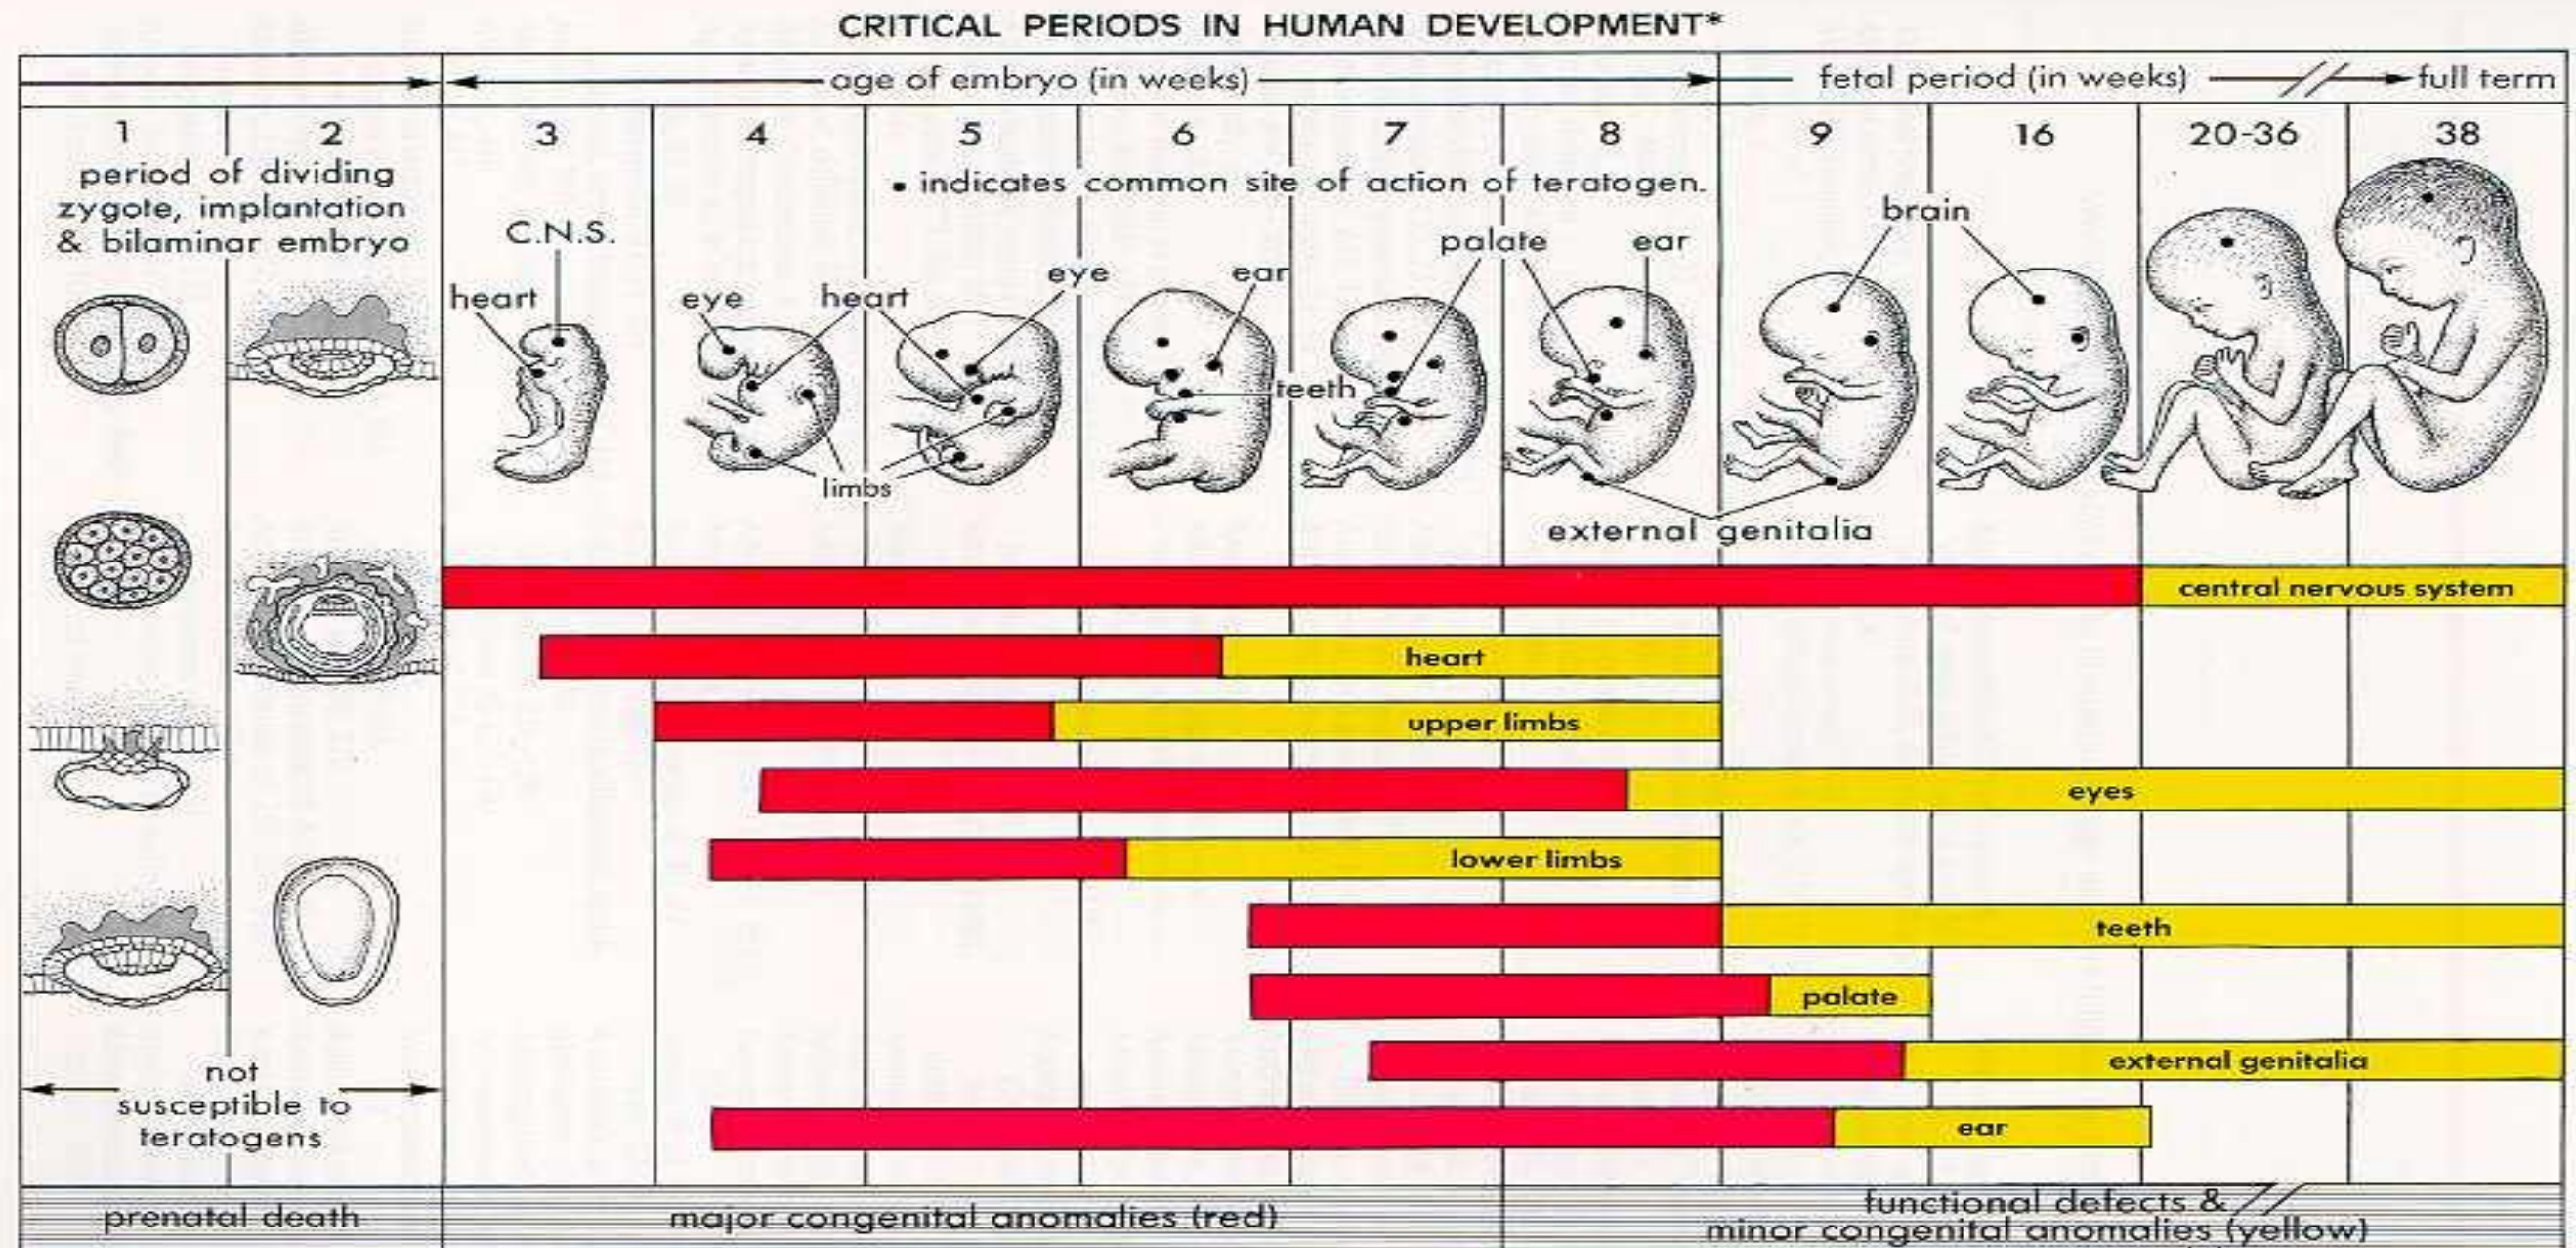 CRITICAL PERIODS IN HUMAN DEVELOPMENT*
age of embryo (in weeks)
fetal period (in weeks)
full term
1 2 3 4 5 6 7 8 9 16 20-36 38
period of dividing
zygote, implantation
& bilaminar embryo
• indicates common site of action of teratogen.
C.N.S.
heart
eye
heart
eye
ear
palate
ear
brain
teeth
limbs
external genitalia
central nervous system
heart
upper limbs
eyes
lower limbs
teeth
palate
external genitalia
ear
not
susceptible to
teratogens
prenatal death
major congenital anomalies (red)
functional defects &
minor congenital anomalies (yellow)